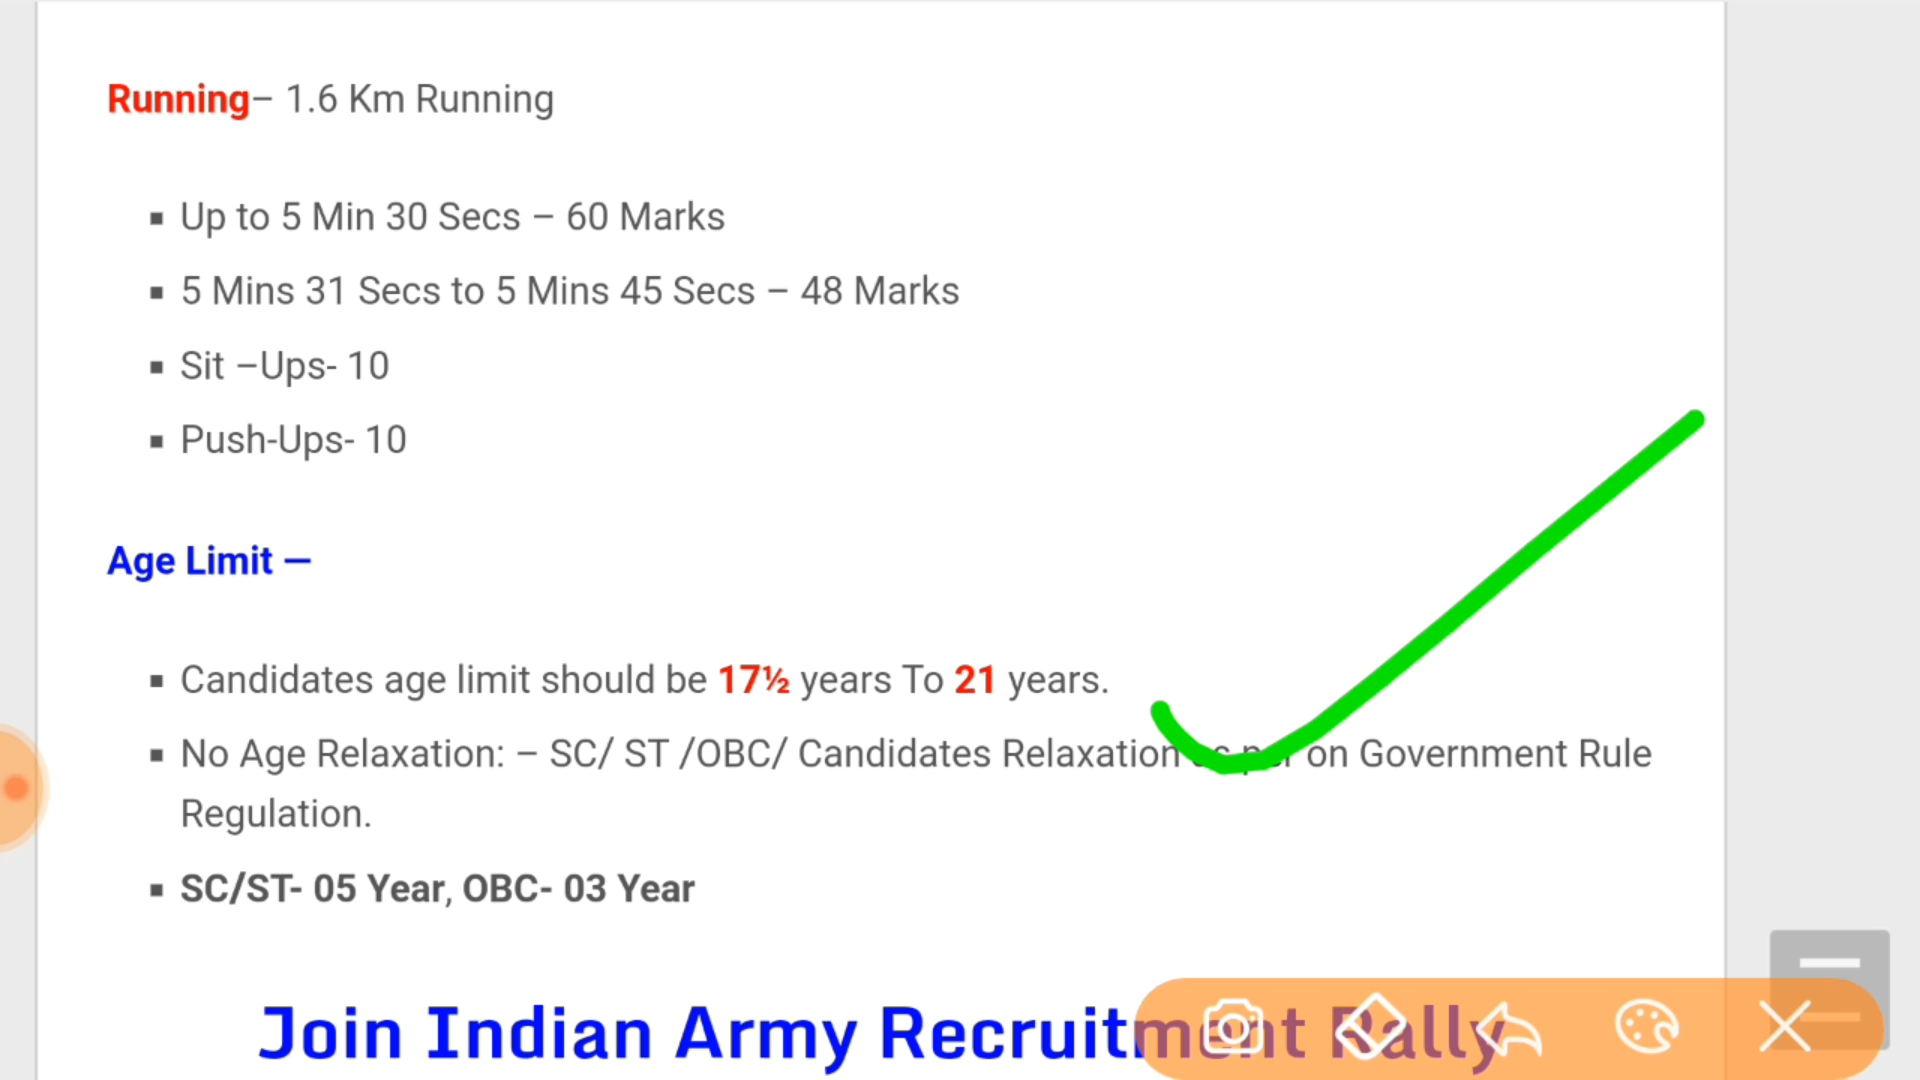 Running– 1.6 Km Running
▪ Up to 5 Min 30 Secs – 60 Marks
▪ 5 Mins 31 Secs to 5 Mins 45 Secs – 48 Marks
▪ Sit –Ups- 10
▪ Push-Ups- 10
Age Limit —
▪ Candidates age limit should be 17½ years To 21 years.
▪ No Age Relaxation: – SC/ ST /OBC/ Candidates Relaxation as per on Government Rule
Regulation.
▪ SC/ST- 05 Year, OBC- 03 Year
Join Indian Army Recruitment Rally